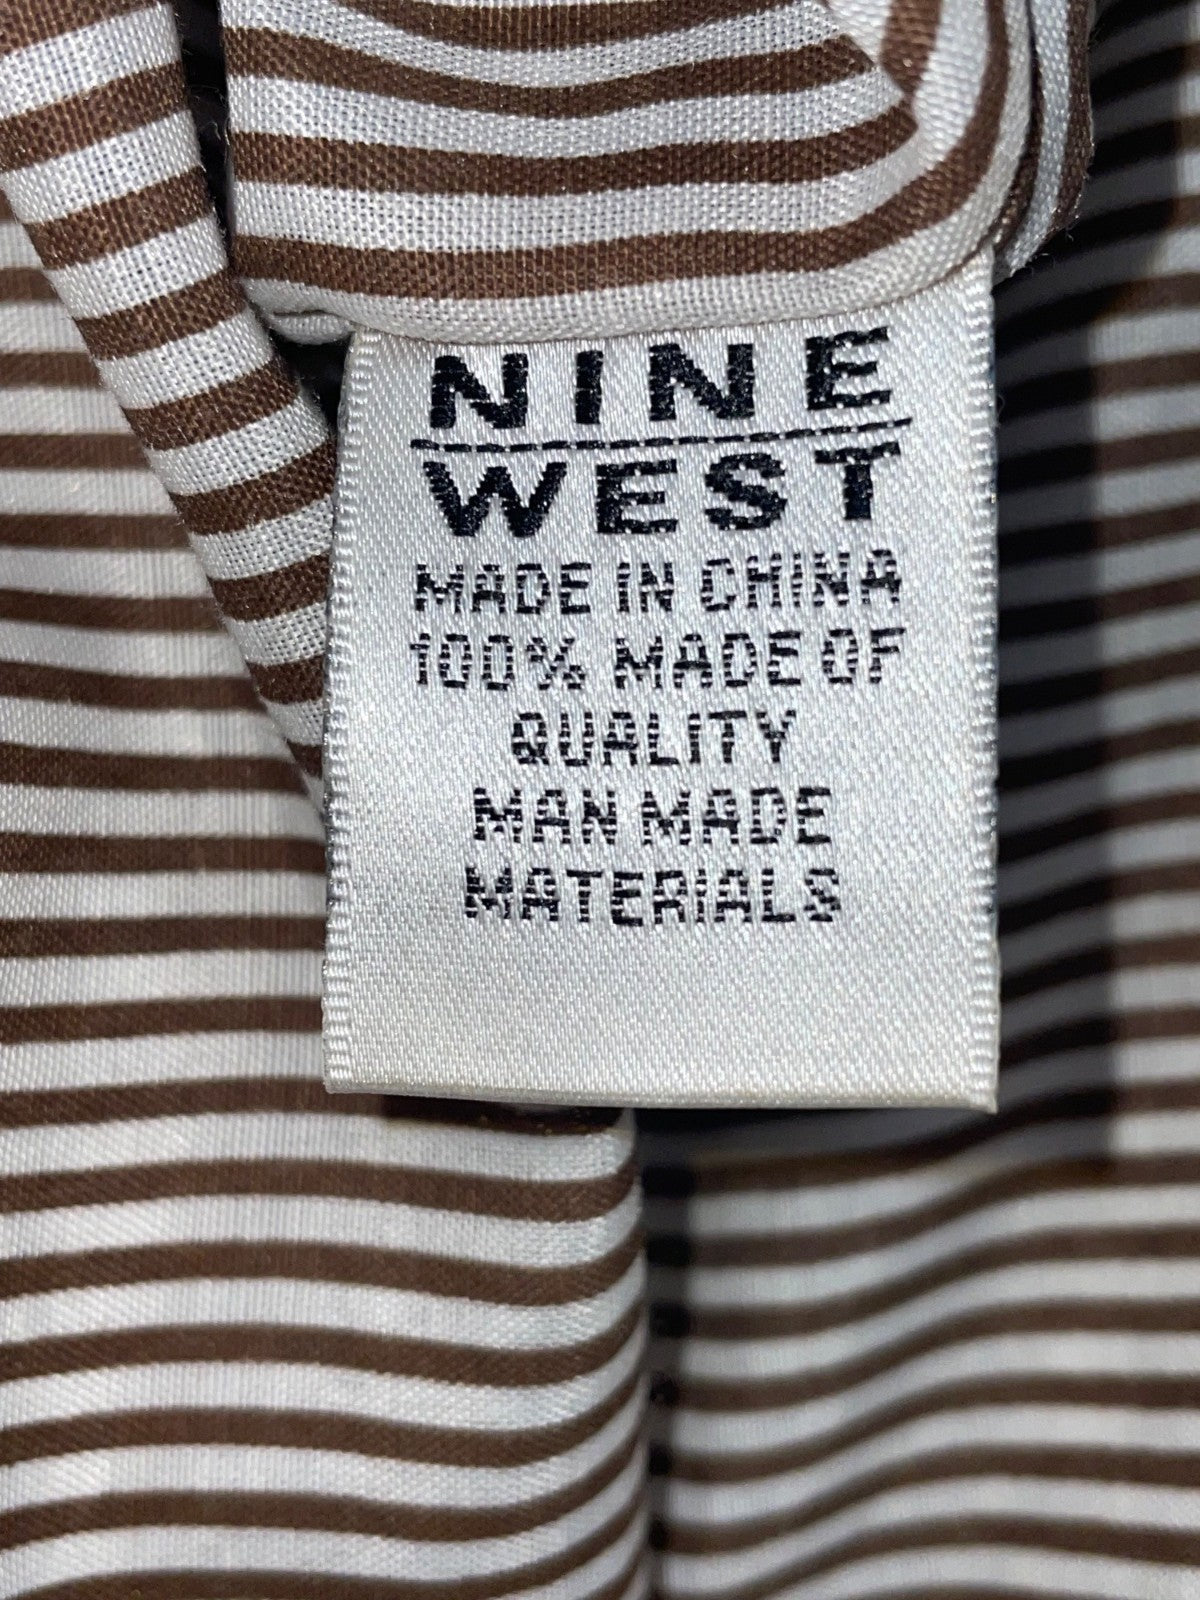 NINE
WEST
MADE IN CHINA
100% MADE OF
QUALITY
MAN MADE
MATERIALS